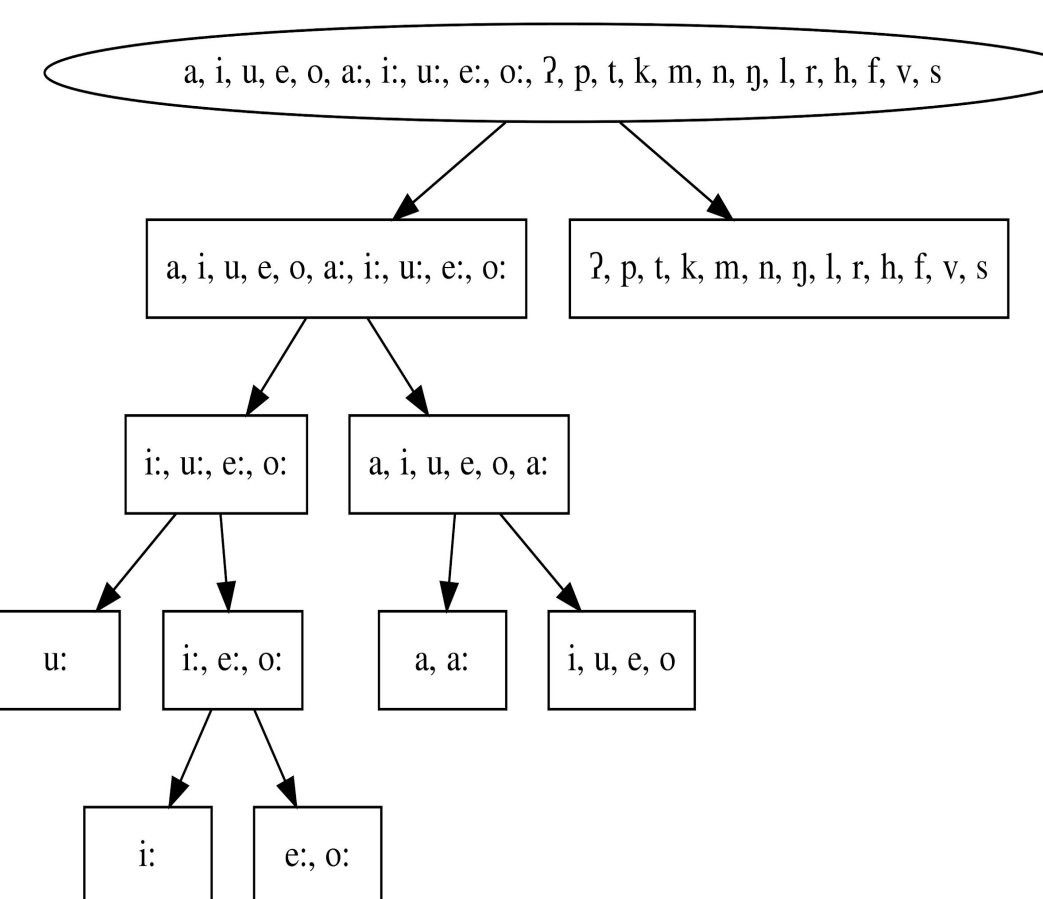 a, i, u, e, o, a:, i:, u:, e:, o:, ʔ, p, t, k, m, n, ŋ, l, r, h, f, v, s
a, i, u, e, o, a:, i:, u:, e:, o:
ʔ, p, t, k, m, n, ŋ, l, r, h, f, v, s
i:, u:, e:, o:
a, i, u, e, o, a:
u:
i:, e:, o:
a, a:
i, u, e, o
i:
e:, o: